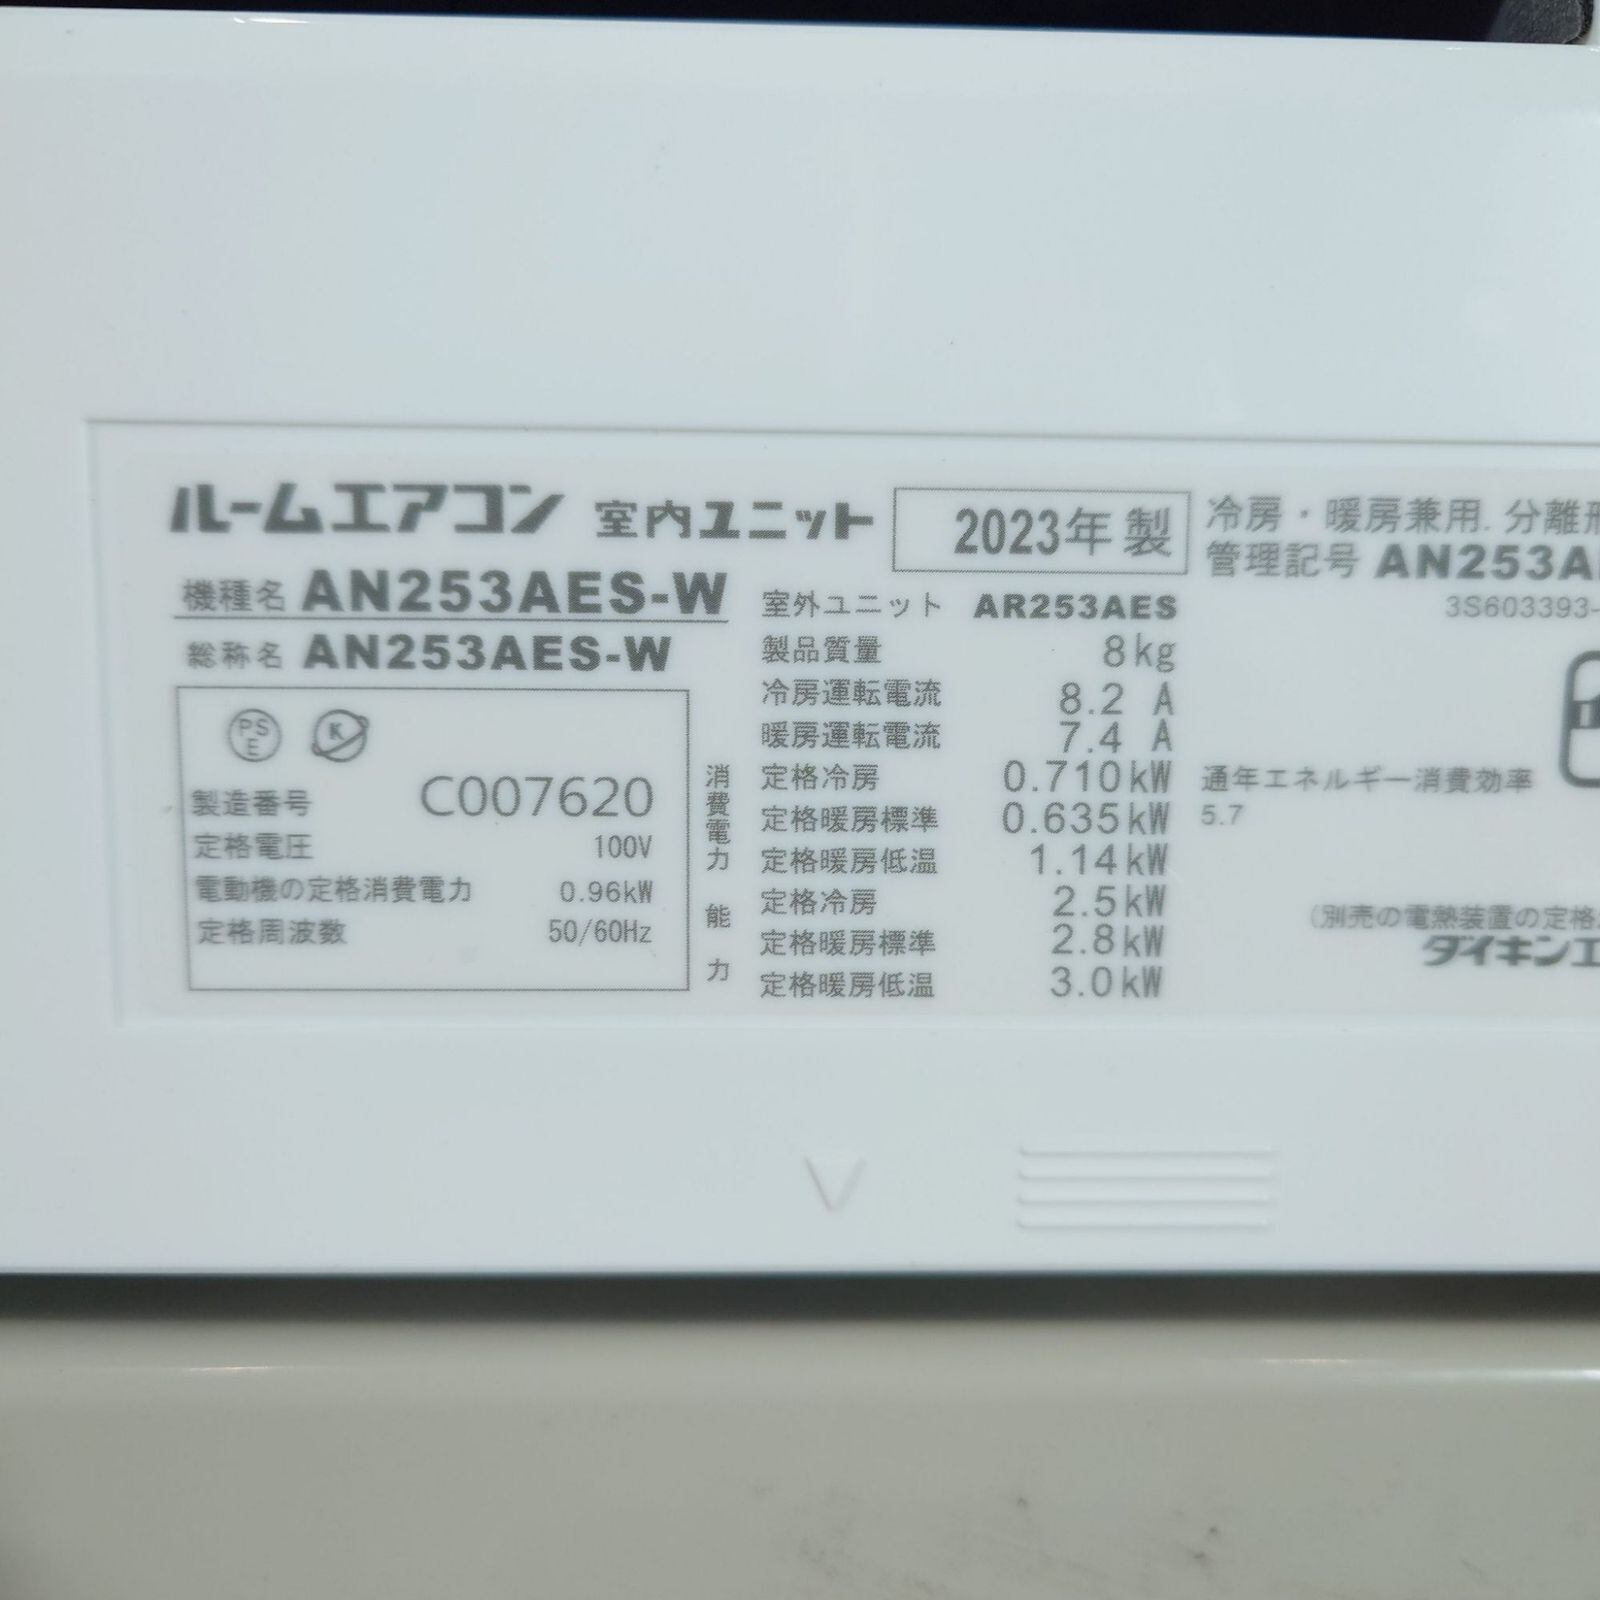 ルームエアコン 室内ユニット
2023年 製
機種名 AN253AES-W
総称名 AN253AES-W
PS
E
K
製造番号 C007620
定格電圧 100V
電動機の定格消費電力 0.96kW
定格周波数 50/60Hz
室外ユニット AR253AES
製品質量 8kg
冷房運転電流 8.2 A
暖房運転電流 7.4 A
消費電力
定格冷房 0.710kW
定格暖房標準 0.635kW
定格暖房低温 1.14kW
能力
定格冷房 2.5kW
定格暖房標準 2.8kW
定格暖房低温 3.0kW
冷房・暖房兼用.分離
管理記号 AN253A
3S603393-
通年エネルギー消費効率
5.7
(別売の電熱装置の定格
ダイキンエ